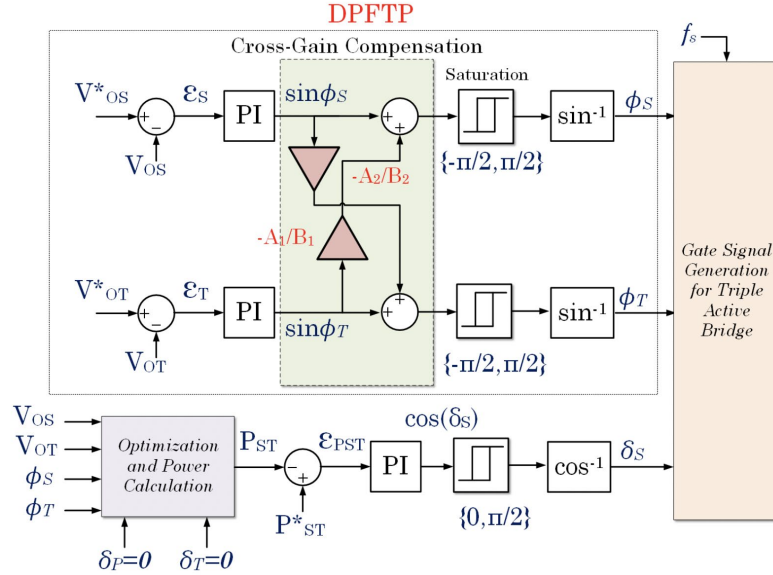 DPFTP
Cross-Gain Compensation
f_s
V*_OS
+
−
V_OS
ε_S
PI
sinϕ_S
+
+
Saturation
{-π/2, π/2}
sin⁻¹
ϕ_S
-A₂/B₂
-A₁/B₁
V*_OT
+
−
V_OT
ε_T
PI
sinϕ_T
+
+
{-π/2, π/2}
sin⁻¹
ϕ_T
Gate Signal
Generation
for Triple
Active
Bridge
V_OS
V_OT
ϕ_S
ϕ_T
Optimization
and Power
Calculation
δ_P=0
δ_T=0
P_ST
-
+
P*_ST
ε_PST
PI
cos(δ_S)
{0, π/2}
cos⁻¹
δ_S